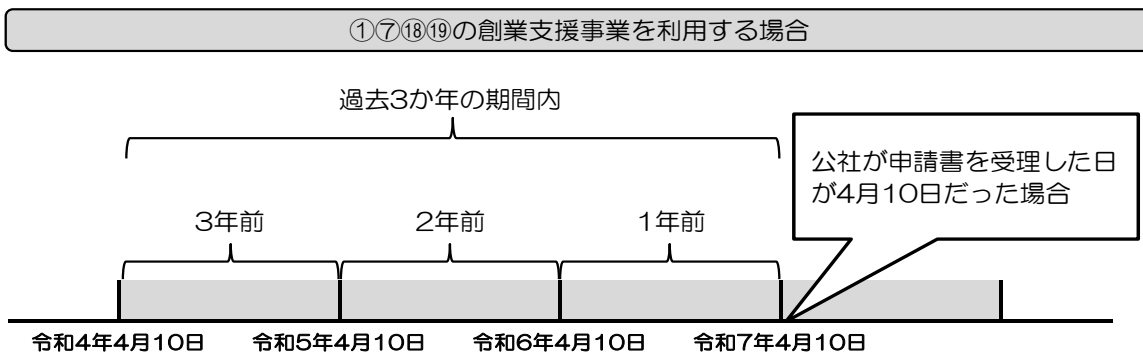 ①⑦⑱⑲の創業支援事業を利用する場合
過去3か年の期間内
公社が申請書を受理した日
が4月10日だった場合
3年前 2年前 1年前
令和4年4月10日 令和5年4月10日 令和6年4月10日 令和7年4月10日